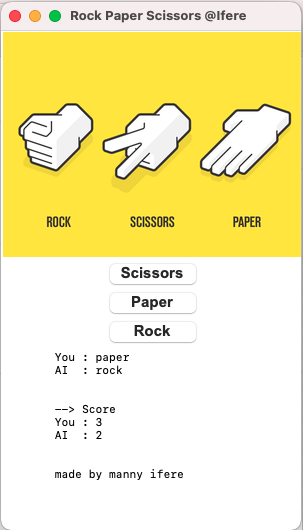 Rock Paper Scissors @Ifere
ROCK SCISSORS PAPER
Scissors
Paper
Rock
You : paper
AI  : rock
--> Score
You : 3
AI  : 2
made by manny ifere